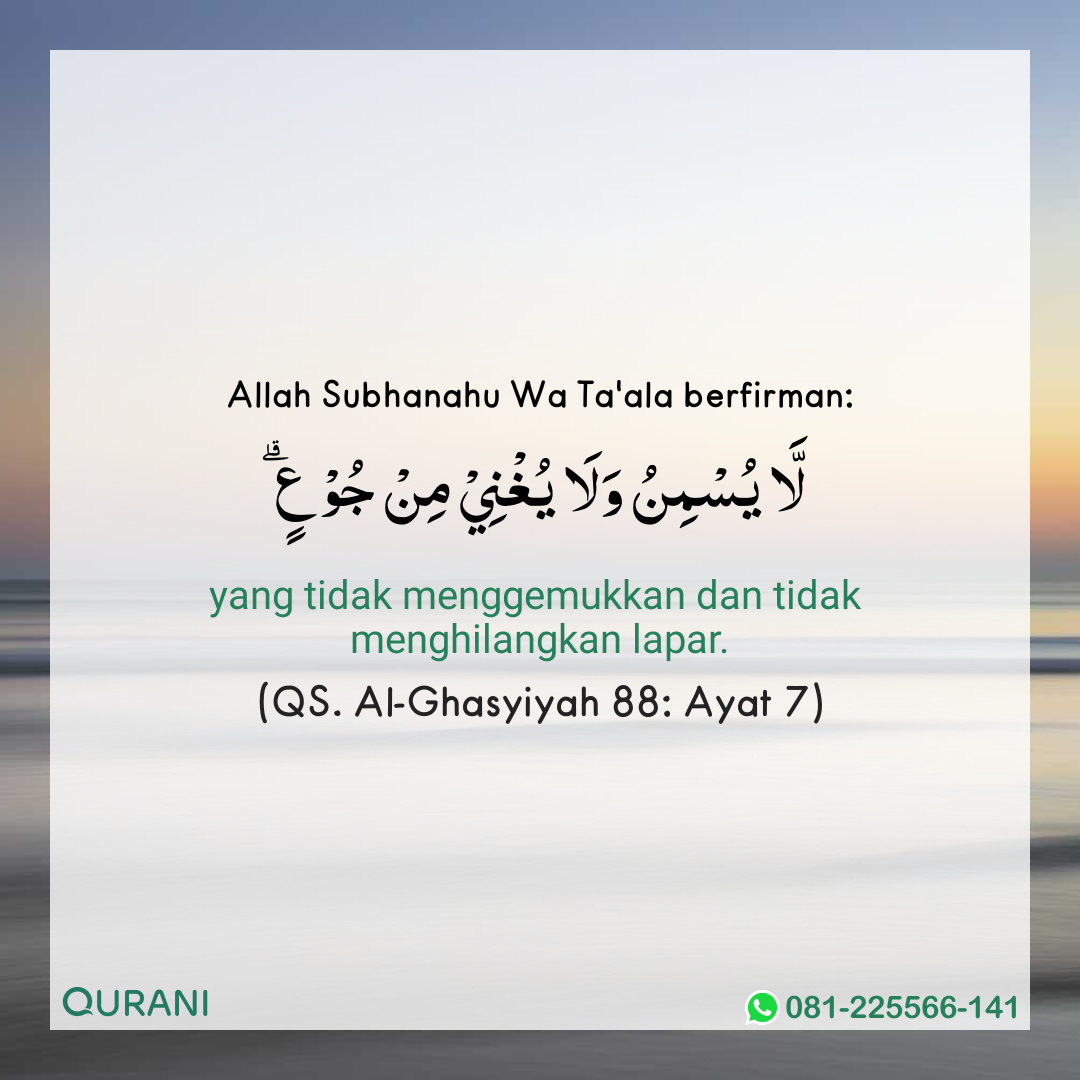 Allah Subhanahu Wa Ta'ala berfirman:
لَّا يُسْمِنُ وَلَا يُغْنِيْ مِنْ جُوْعٍۗ
yang tidak menggemukkan dan tidak
menghilangkan lapar.
(QS. Al-Ghasyiyah 88: Ayat 7)
QURANI
081-225566-141